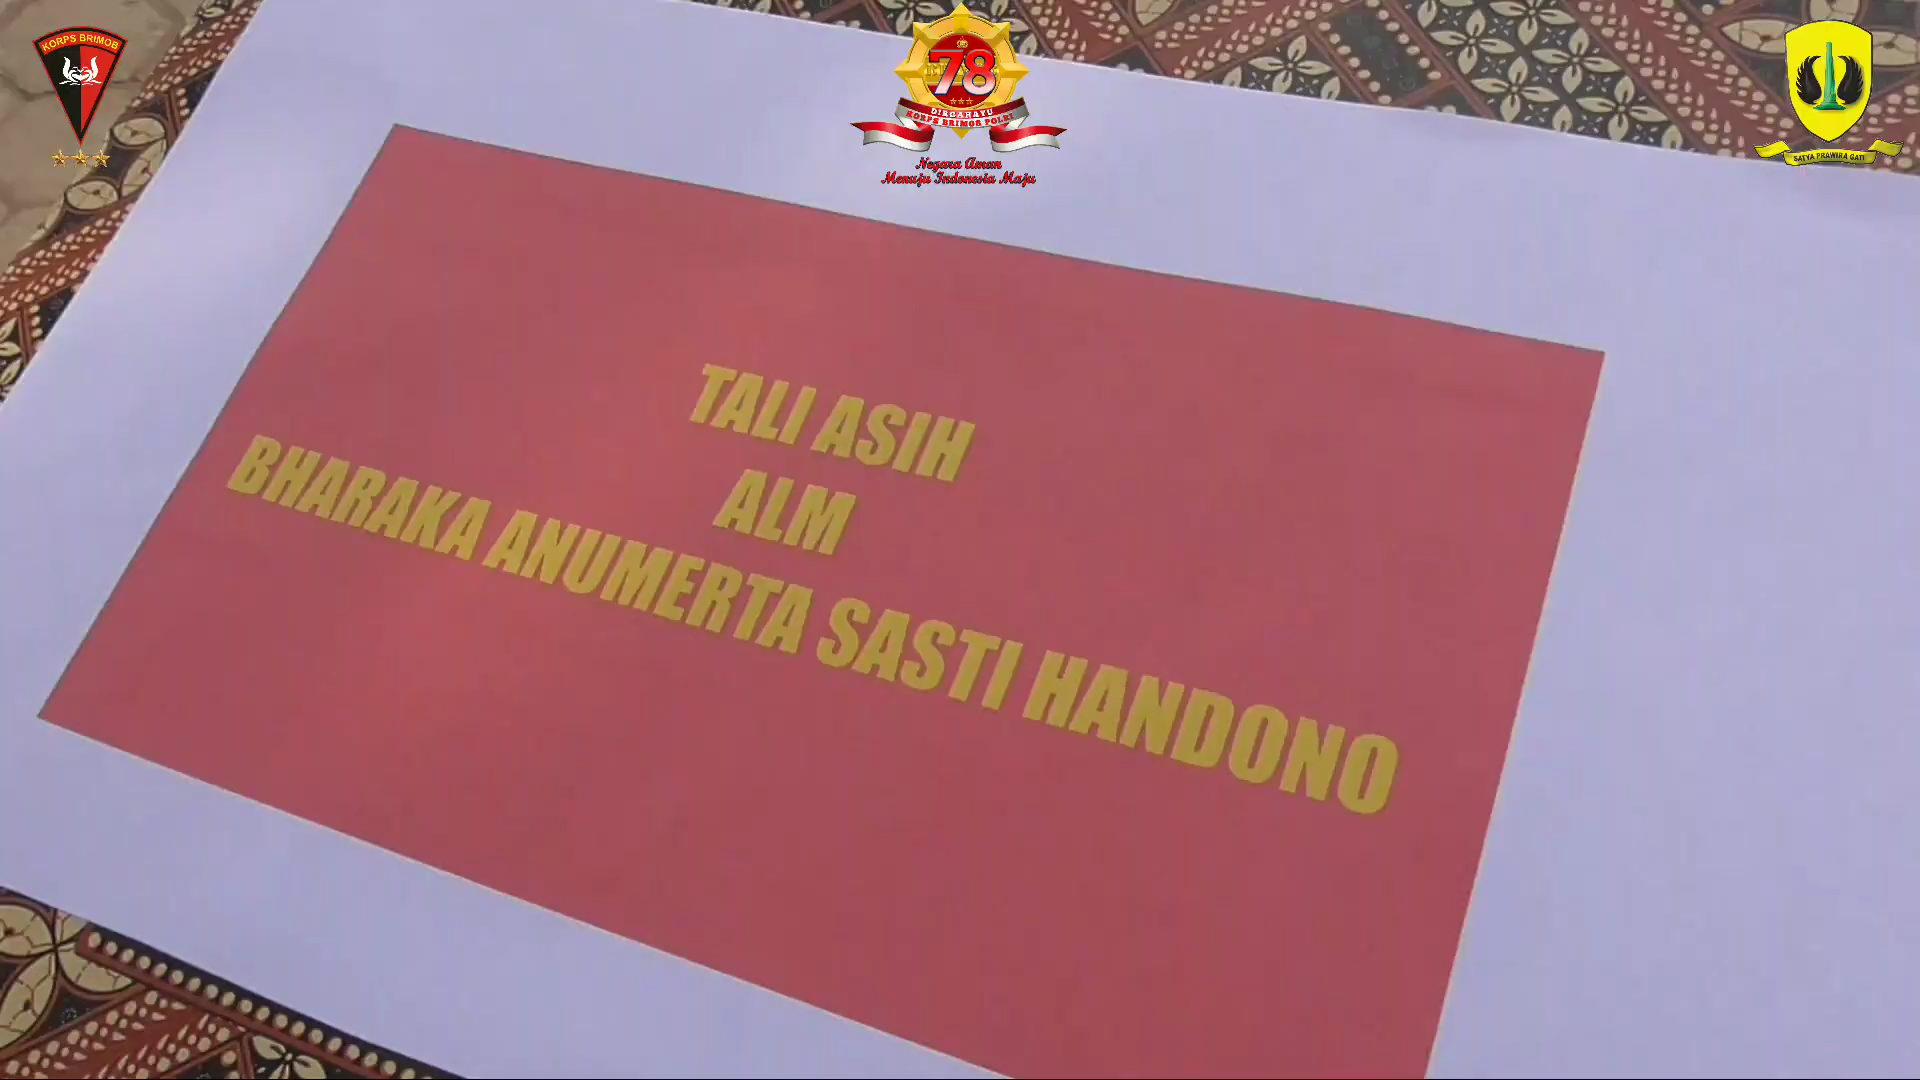 KORPS BRIMOB
78
DIRGAHAYU
KORPS BRIMOB POLRI
Negara Aman
Menuju Indonesia Maju
SATYA PRAWIRA GATI
TALI ASIH
ALM
BHARAKA ANUMERTA SASTI HANDONO